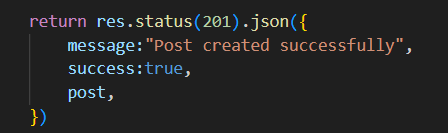 return res.status(201).json({
    message:"Post created successfully",
    success:true,
    post,
})